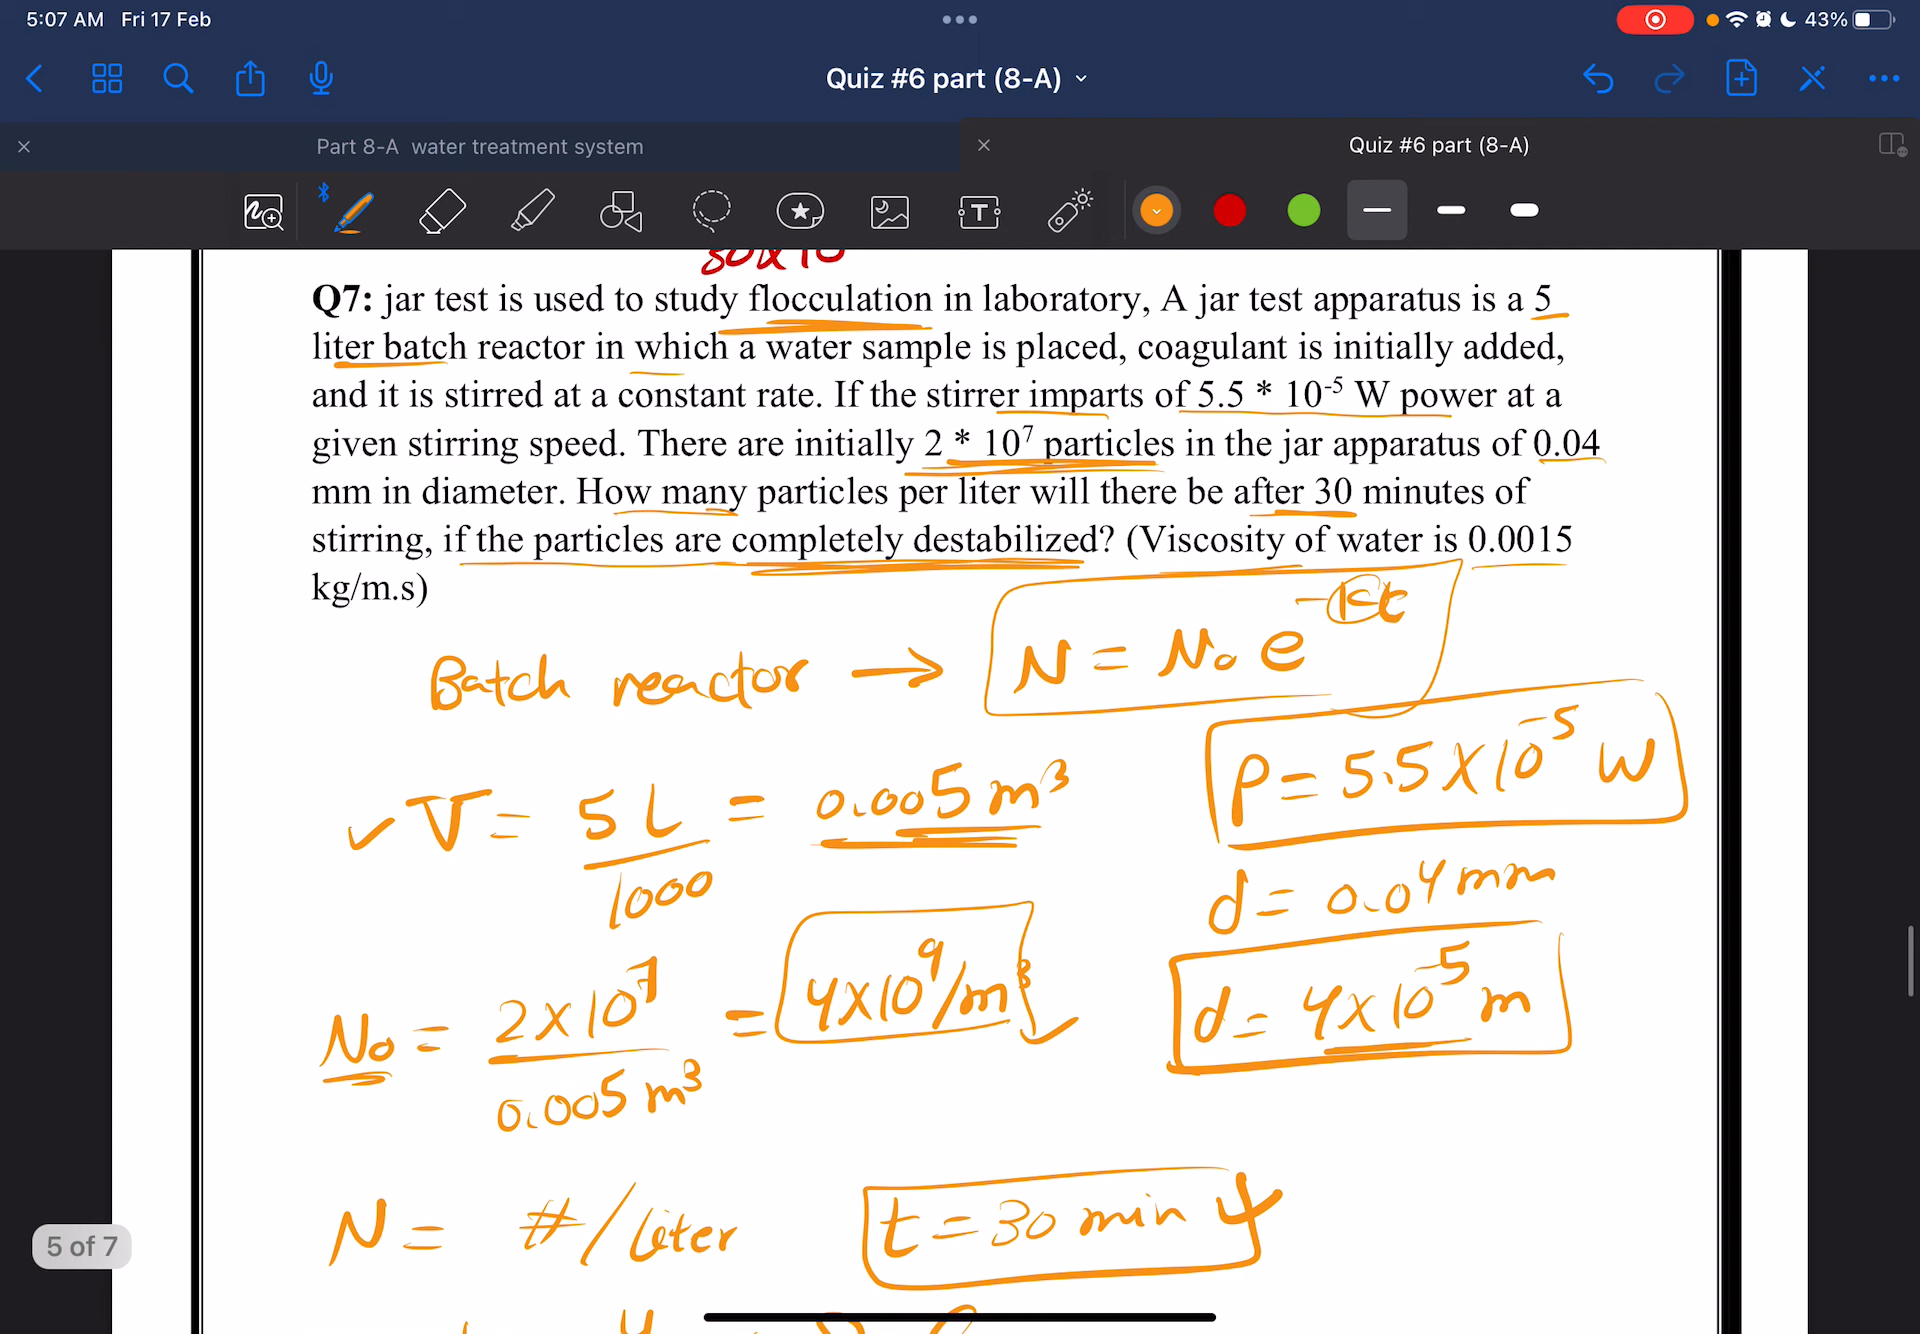 5:07 AM Fri 17 Feb
43%
Quiz #6 part (8-A)
Part 8-A water treatment system
Quiz #6 part (8-A)
T
Q7: jar test is used to study flocculation in laboratory, A jar test apparatus is a 5
liter batch reactor in which a water sample is placed, coagulant is initially added,
and it is stirred at a constant rate. If the stirrer imparts of 5.5 * 10⁻⁵ W power at a
given stirring speed. There are initially 2 * 10⁷ particles in the jar apparatus of 0.04
mm in diameter. How many particles per liter will there be after 30 minutes of
stirring, if the particles are completely destabilized? (Viscosity of water is 0.0015
kg/m.s)
Batch reactor → N = N₀ e^-kt
P = 5.5 X 10⁻⁵ W
V = 5 L / 1000 = 0.005 m³
d = 0.04 mm
N₀ = 2 x 10⁷ / 0.005 m³ = 4x10⁹/m³
d = 4x10⁻⁵ m
N = #/liter
t = 30 min
5 of 7